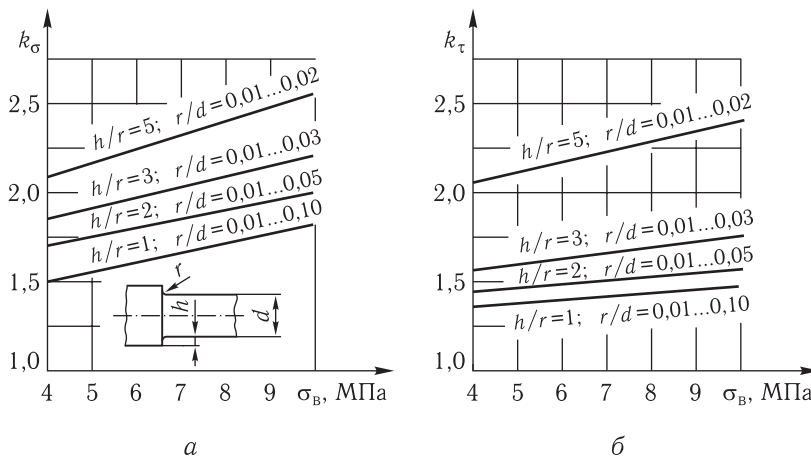 kσ
2,5
2,0
1,5
1,0
h/r=5; r/d=0,01...0,02
h/r=3; r/d=0,01...0,03
h/r=2; r/d=0,01...0,05
h/r=1; r/d=0,01...0,10
r
h
d
4 5 6 7 8 9 σв, МПа
а
kτ
2,5
2,0
1,5
1,0
h/r=5; r/d=0,01...0,02
h/r=3; r/d=0,01...0,03
h/r=2; r/d=0,01...0,05
h/r=1; r/d=0,01...0,10
4 5 6 7 8 9 σв, МПа
б